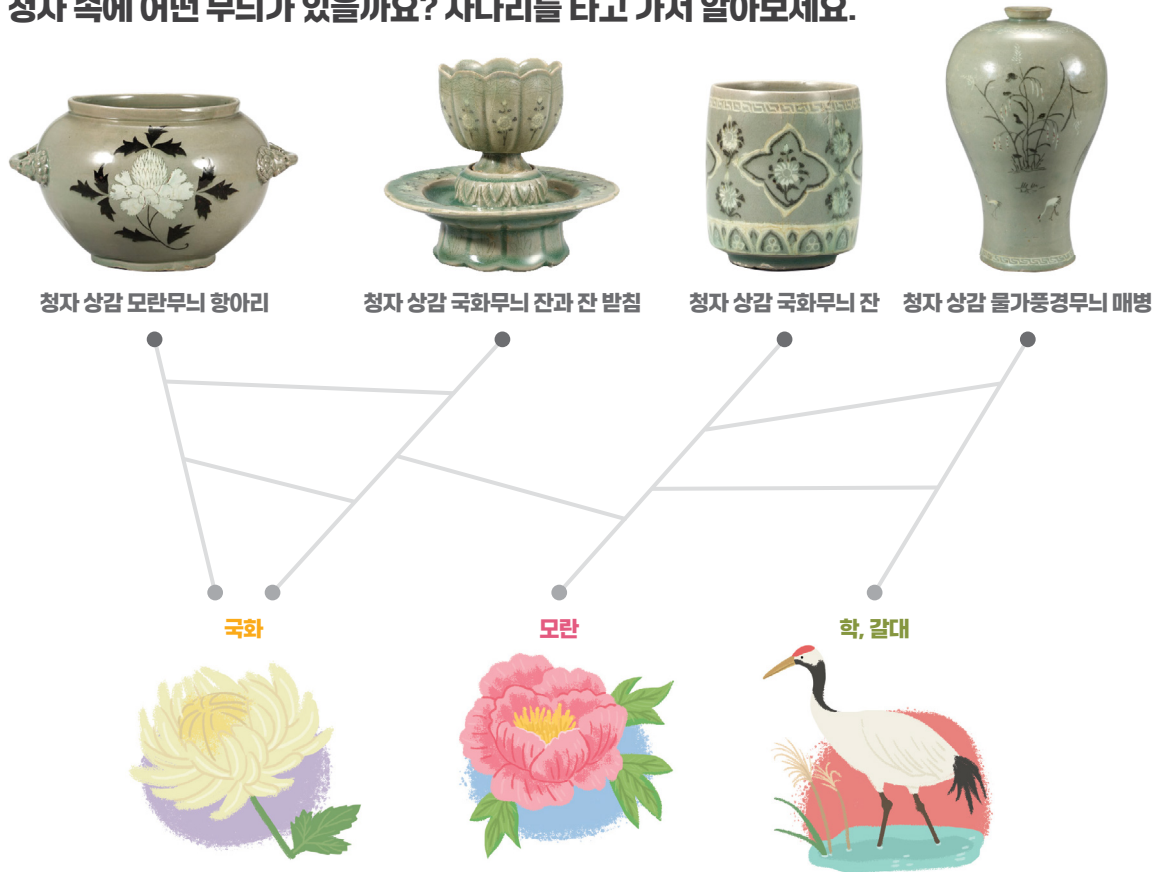 청자 속에 어떤 무늬가 있을까요? 사다리를 타고 가서 알아보세요.
청자 상감 모란무늬 항아리
청자 상감 국화무늬 잔과 잔 받침
청자 상감 국화무늬 잔
청자 상감 물가풍경무늬 매병
국화
모란
학, 갈대